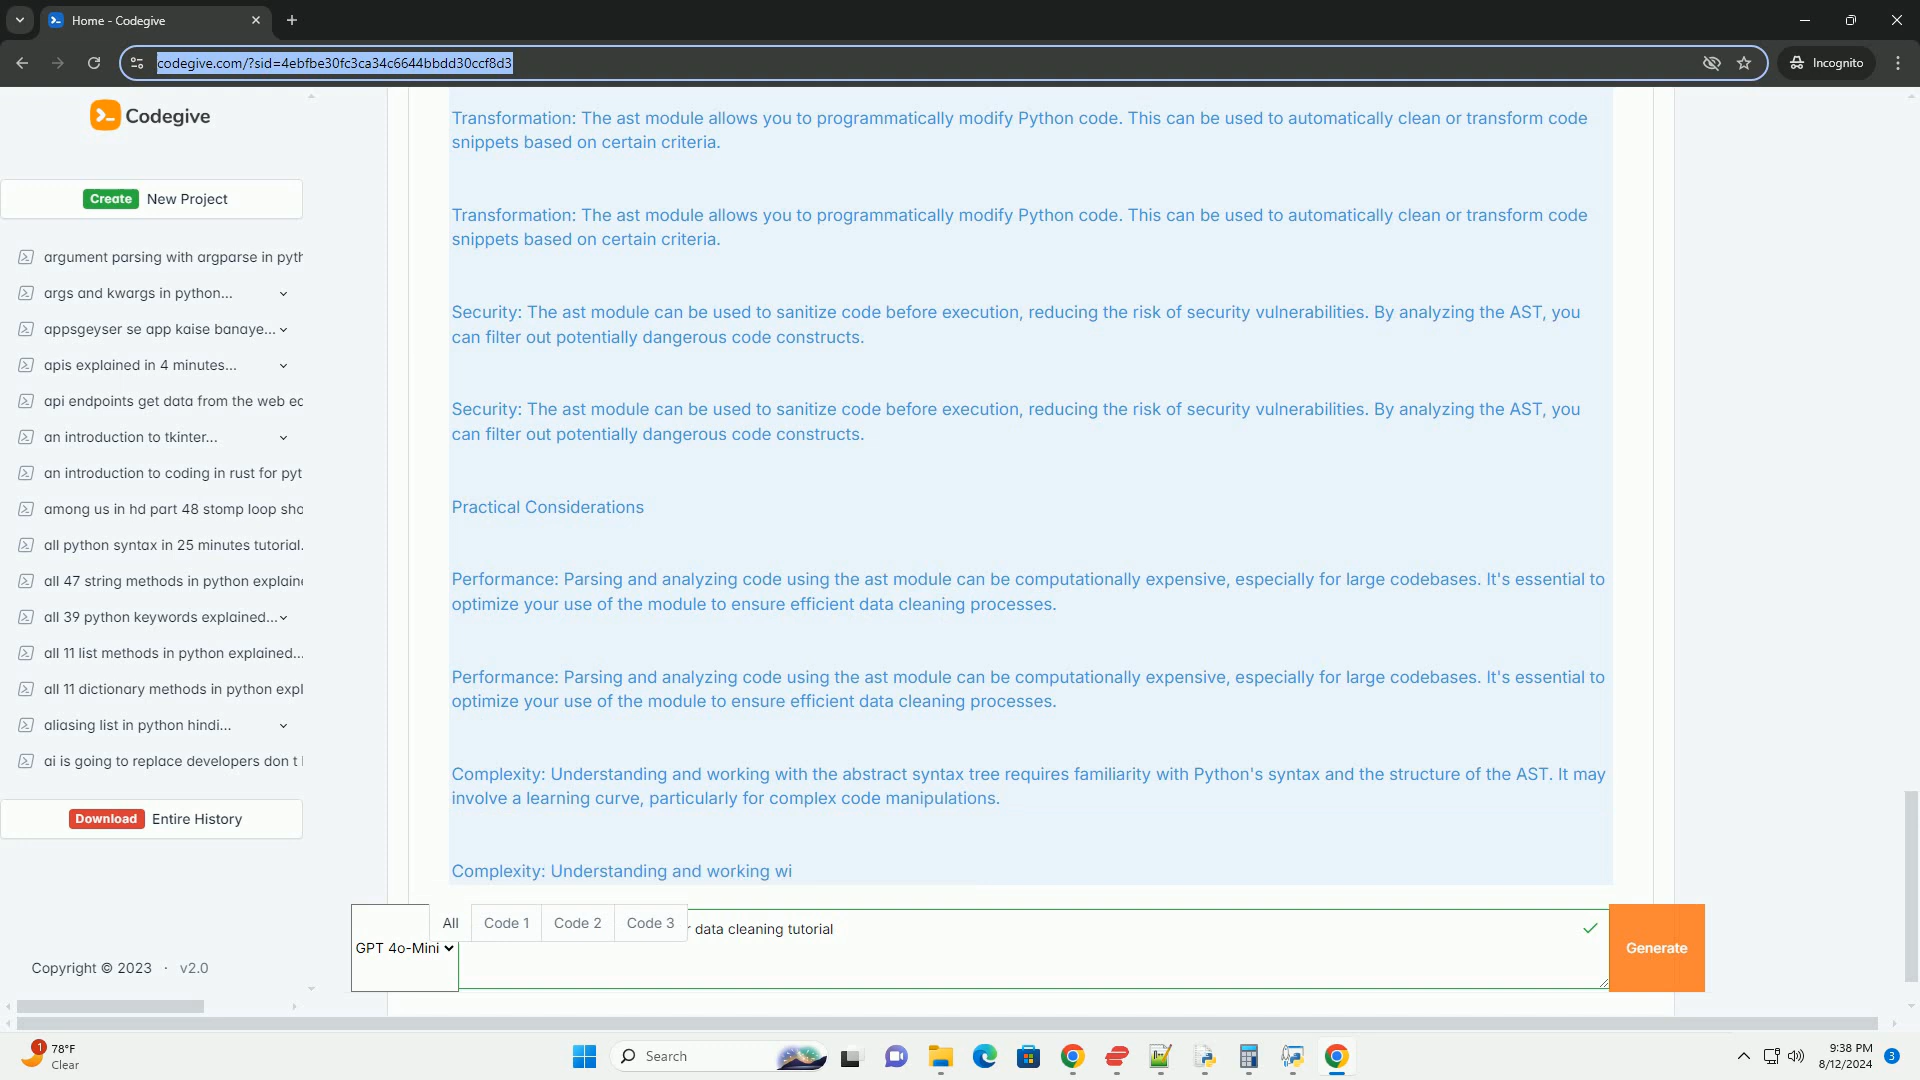 Home - Codegive
codegive.com/?sid=4ebfbe30fc3ca34c6644bbdd30ccf8d3
Incognito
Codegive
Create New Project
argument parsing with argparse in pyth
args and kwargs in python...
appsgeyser se app kaise banaye...
apis explained in 4 minutes...
api endpoints get data from the web ec
an introduction to tkinter...
an introduction to coding in rust for pyt
among us in hd part 48 stomp loop sho
all python syntax in 25 minutes tutorial.
all 47 string methods in python explaine
all 39 python keywords explained...
all 11 list methods in python explained...
all 11 dictionary methods in python expl
aliasing list in python hindi...
ai is going to replace developers don t
Download Entire History
Copyright © 2023 · v2.0
Transformation: The ast module allows you to programmatically modify Python code. This can be used to automatically clean or transform code
snippets based on certain criteria.
Transformation: The ast module allows you to programmatically modify Python code. This can be used to automatically clean or transform code
snippets based on certain criteria.
Security: The ast module can be used to sanitize code before execution, reducing the risk of security vulnerabilities. By analyzing the AST, you
can filter out potentially dangerous code constructs.
Security: The ast module can be used to sanitize code before execution, reducing the risk of security vulnerabilities. By analyzing the AST, you
can filter out potentially dangerous code constructs.
Practical Considerations
Performance: Parsing and analyzing code using the ast module can be computationally expensive, especially for large codebases. It's essential to
optimize your use of the module to ensure efficient data cleaning processes.
Performance: Parsing and analyzing code using the ast module can be computationally expensive, especially for large codebases. It's essential to
optimize your use of the module to ensure efficient data cleaning processes.
Complexity: Understanding and working with the abstract syntax tree requires familiarity with Python's syntax and the structure of the AST. It may
involve a learning curve, particularly for complex code manipulations.
Complexity: Understanding and working wi
All Code 1 Code 2 Code 3
data cleaning tutorial
GPT 4o-Mini
Generate
1
78°F
Clear
Search
9:38 PM
8/12/2024
3